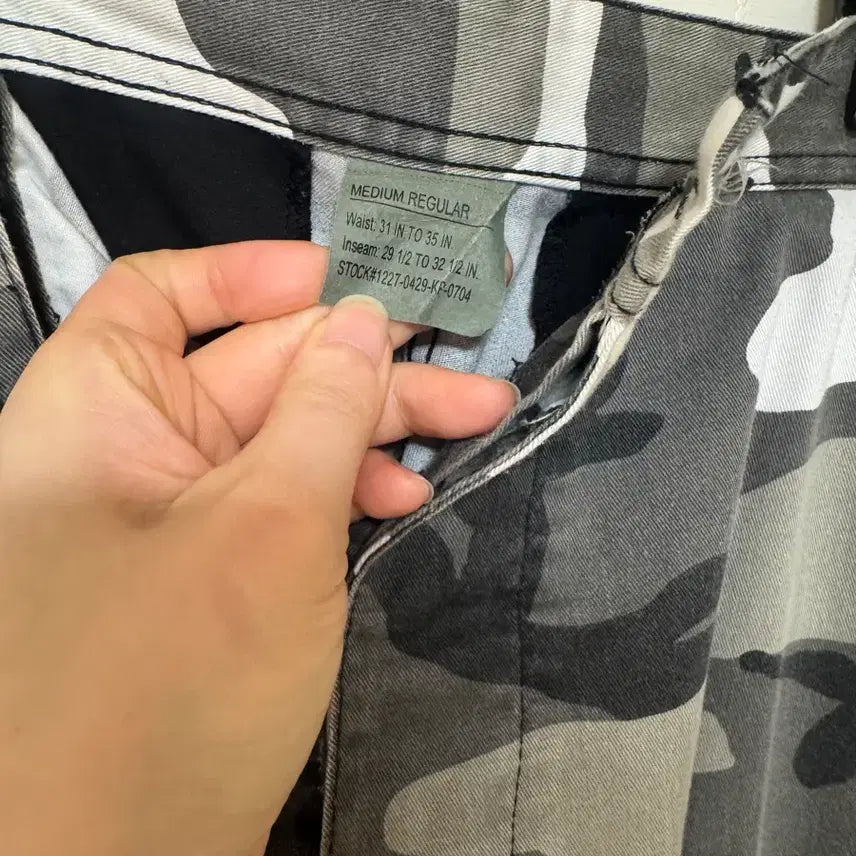 MEDIUM REGULAR
Waist: 31 IN TO 35 IN
Inseam: 29 1/2 TO 32 1/2 IN.
STOCK#1227-0429-KP-0704